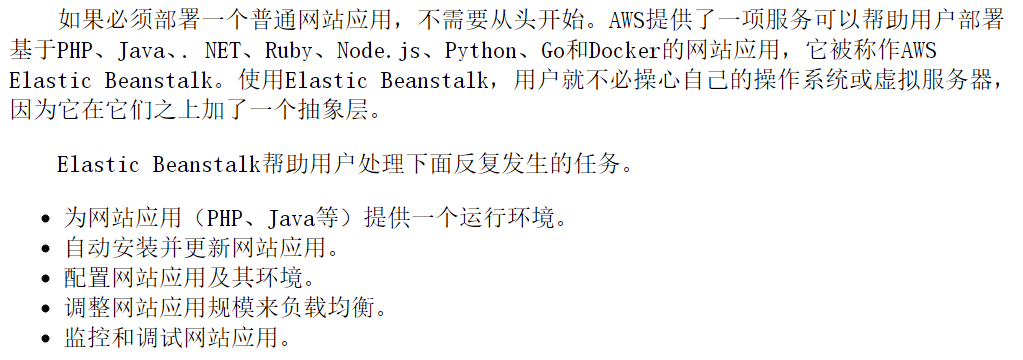 如果必须部署一个普通网站应用，不需要从头开始。AWS提供了一项服务可以帮助用户部署
基于PHP、Java、. NET、Ruby、Node.js、Python、Go和Docker的网站应用，它被称作AWS
Elastic Beanstalk。使用Elastic Beanstalk，用户就不必操心自己的操作系统或虚拟服务器，
因为它在它们之上加了一个抽象层。
Elastic Beanstalk帮助用户处理下面反复发生的任务。
• 为网站应用（PHP、Java等）提供一个运行环境。
• 自动安装并更新网站应用。
• 配置网站应用及其环境。
• 调整网站应用规模来负载均衡。
• 监控和调试网站应用。